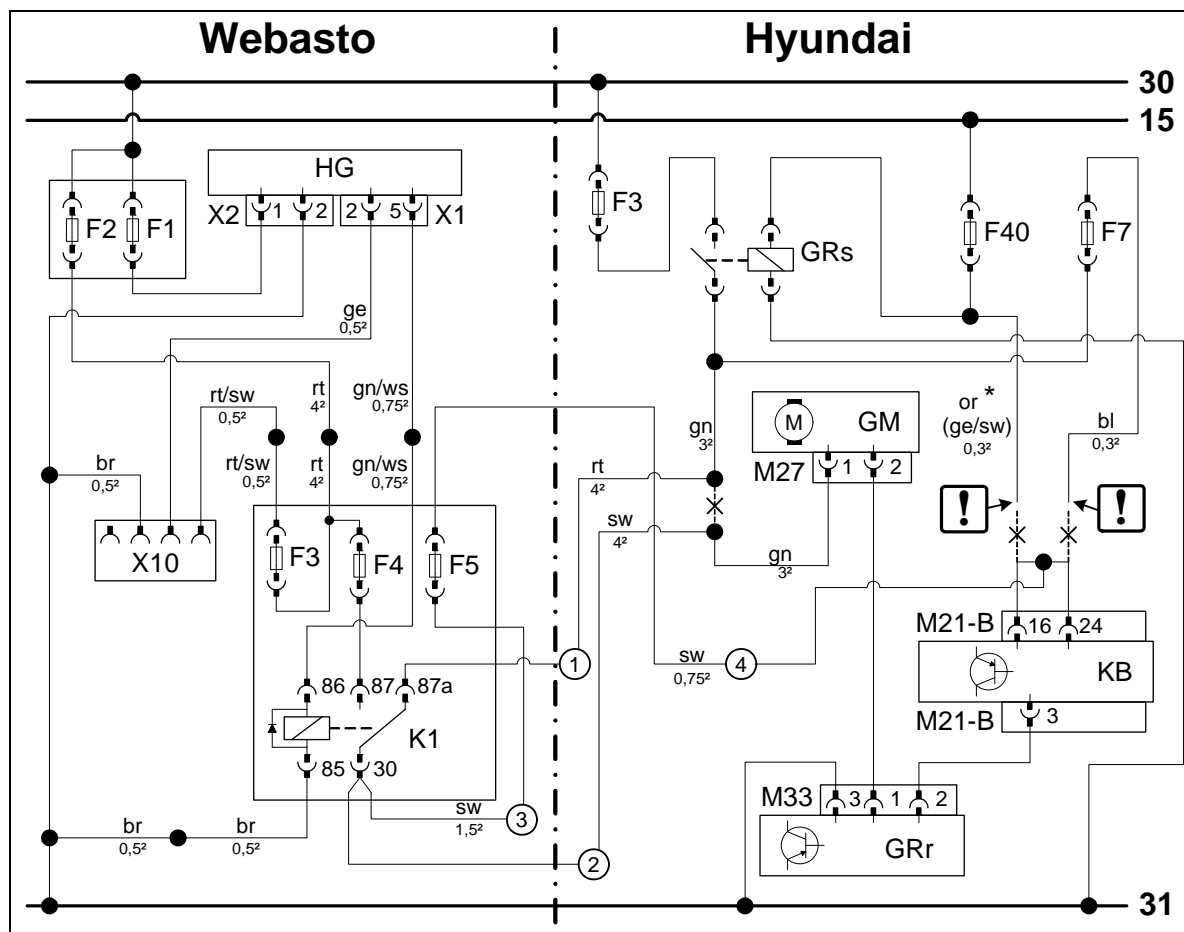 Webasto
Hyundai
30
15
HG
X2 1 2 2 5 X1
F2 F1
F3
GRs
F40
F7
ge
0,5²
rt/sw
0,5²
rt
4²
gn/ws
0,75²
gn
3²
M
GM
M27 1 2
or *
(ge/sw)
0,3²
bl
0,3²
br
0,5²
rt/sw
0,5²
rt
4²
gn/ws
0,75²
rt
4²
sw
4²
gn
3²
!
!
X10
F3
F4
F5
1
sw
0,75²
4
M21-B 16 24
KB
M21-B 3
86 87 87a
K1
85 30
sw
1,5²
3
2
br
0,5²
br
0,5²
M33 3 1 2
GRr
31